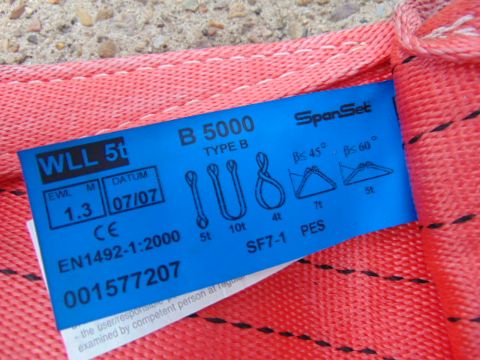 WLL 5t
B 5000
TYPE B
SpanSet
EWL M
1.3
DATUM
07/07
β≤ 45°
β≤ 60°
5t
10t
4t
7t
5t
CE
EN1492-1:2000
SF7-1 PES
001577207
the user/responsible
- the
examined by competent person at